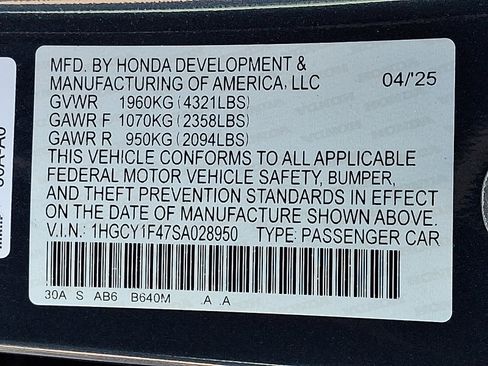 MFD. BY HONDA DEVELOPMENT &
MANUFACTURING OF AMERICA, LLC 04/'25
GVWR 1960KG (4321LBS)
GAWR F 1070KG (2358LBS)
GAWR R 950KG (2094LBS)
THIS VEHICLE CONFORMS TO ALL APPLICABLE
FEDERAL MOTOR VEHICLE SAFETY, BUMPER,
AND THEFT PREVENTION STANDARDS IN EFFECT
ON THE DATE OF MANUFACTURE SHOWN ABOVE.
V.I.N.: 1HGCY1F47SA028950 TYPE: PASSENGER CAR
30A S AB6 B640M .A .A